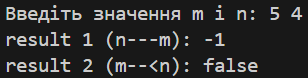 Введіть значення m i n: 5 4
result 1 (n---m): -1
result 2 (m--<n): false